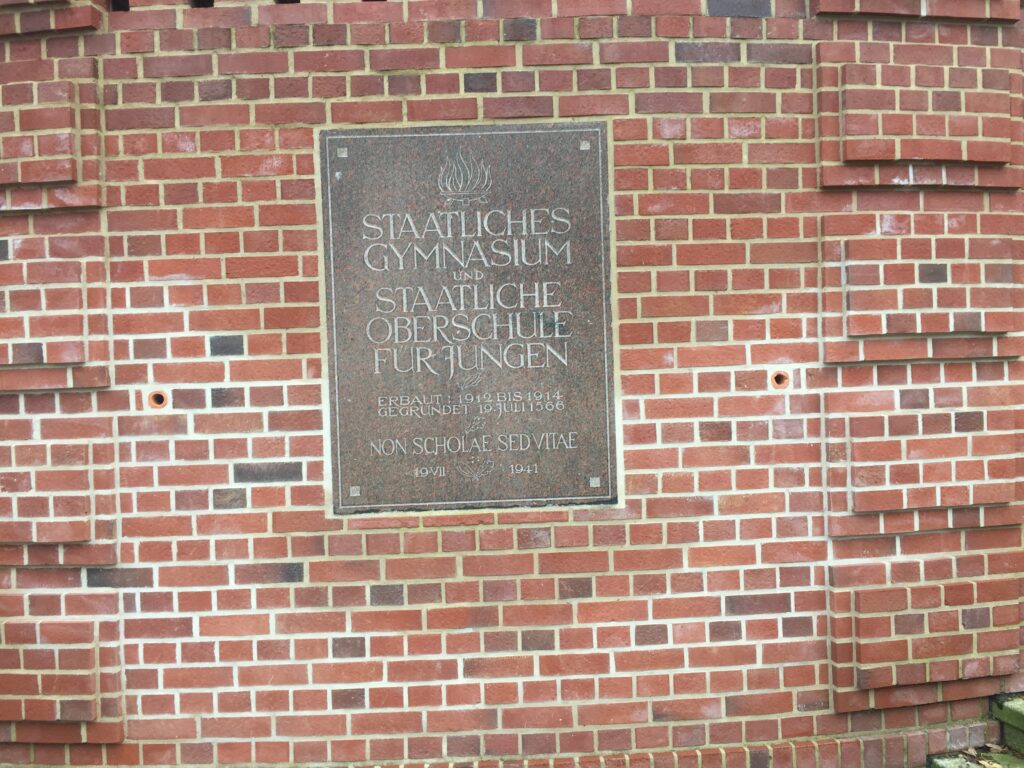 STAATLICHES
GYMNASIUM
UND
STAATLICHE
OBERSCHULE
FÜR JUNGEN
ERBAUT : 1912 BIS 1914
GEGRÜNDET 19.JULI 1566
NON SCHOLAE SED VITAE
19 VII 1941